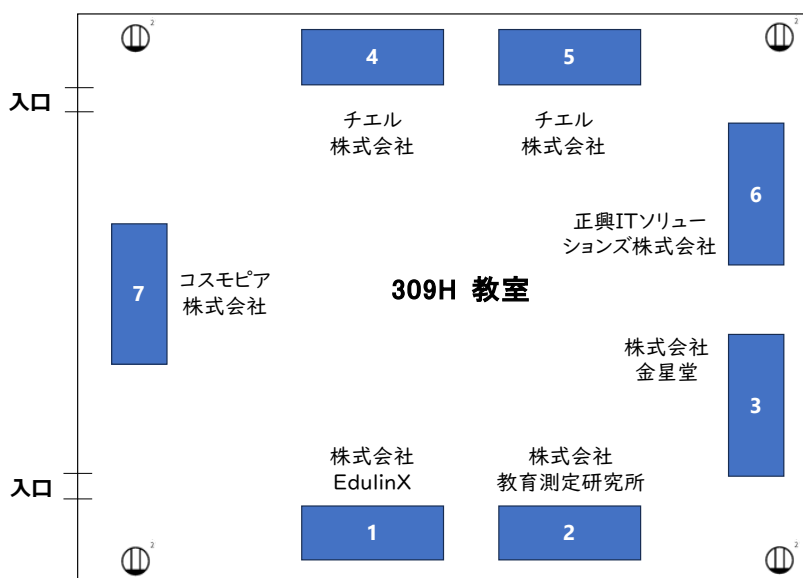 2
2
4
5
入口
チエル
株式会社
チエル
株式会社
6
正興ITソリュー
ションズ株式会社
7
コスモピア
株式会社
309H 教室
株式会社
金星堂
3
株式会社
EdulinX
株式会社
教育測定研究所
入口
1
2
2
2